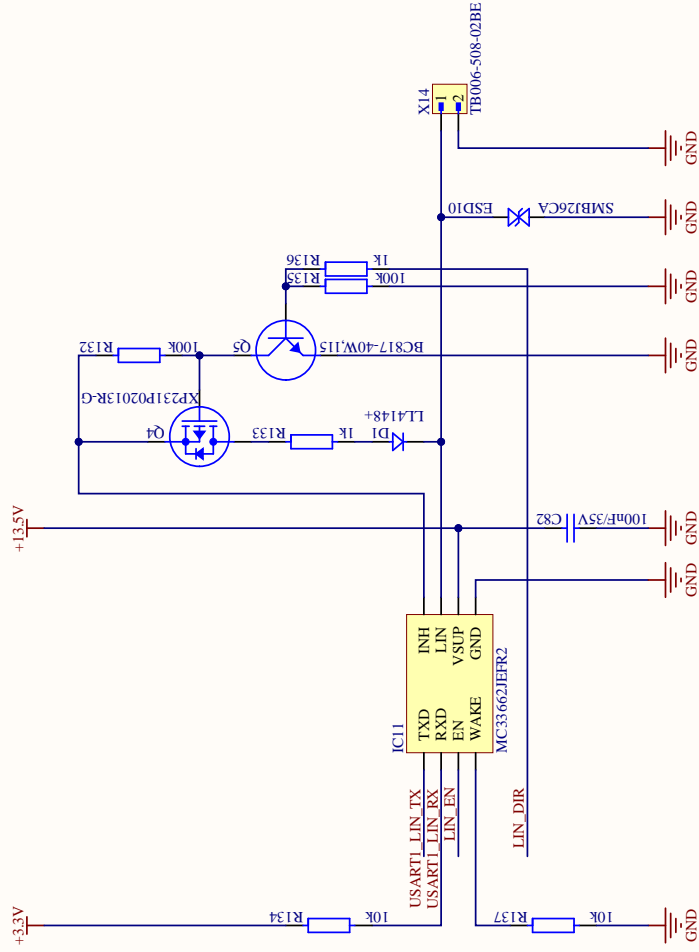 X14
1
2
TB006-508-02BE
GND
ESD10
SMBJ26CA
GND
R136
1k
R135
100k
GND
R132
100k
Q5
BC817-40W,115
GND
XP231P02013R-G
Q4
R133
1k
D1
LL4148+
+13.5V
C82
100nF/35V
GND
GND
INH
LIN
VSUP
GND
IC11
TXD
RXD
EN
WAKE
MC33662JEFR2
USART1_LIN_TX
USART1_LIN_RX
LIN_EN
LIN_DIR
+3.3V
R134
10k
R137
10k
GND